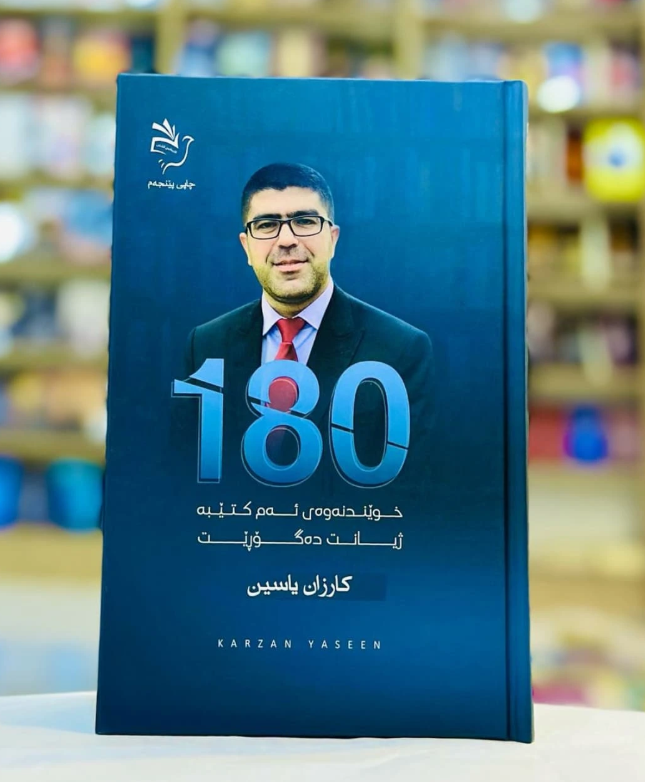 چاپی پێنجەم
180
خوێندنەوەی ئەم کتێبە
ژیانت دەگۆڕێت
کارزان یاسین
KARZAN YASEEN